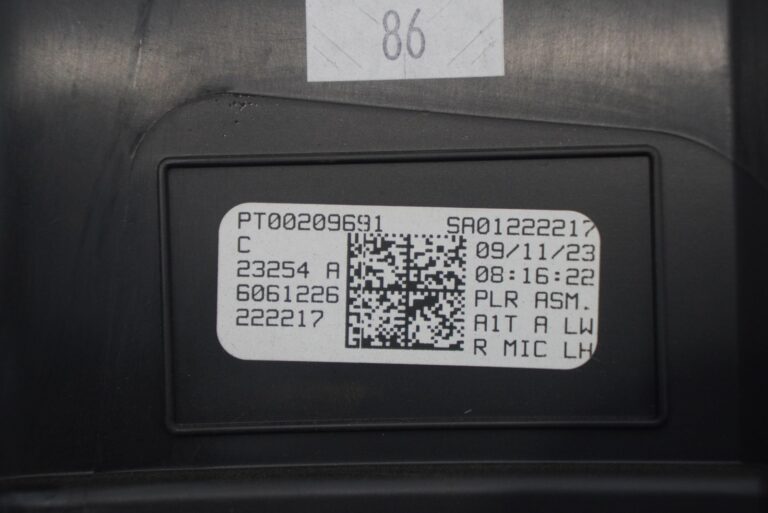 86
PT00209691 SA01222217
C 09/11/23
23254 A 08:16:22
6061226 PLR ASM.
222217 A1T A LW
R MIC LH